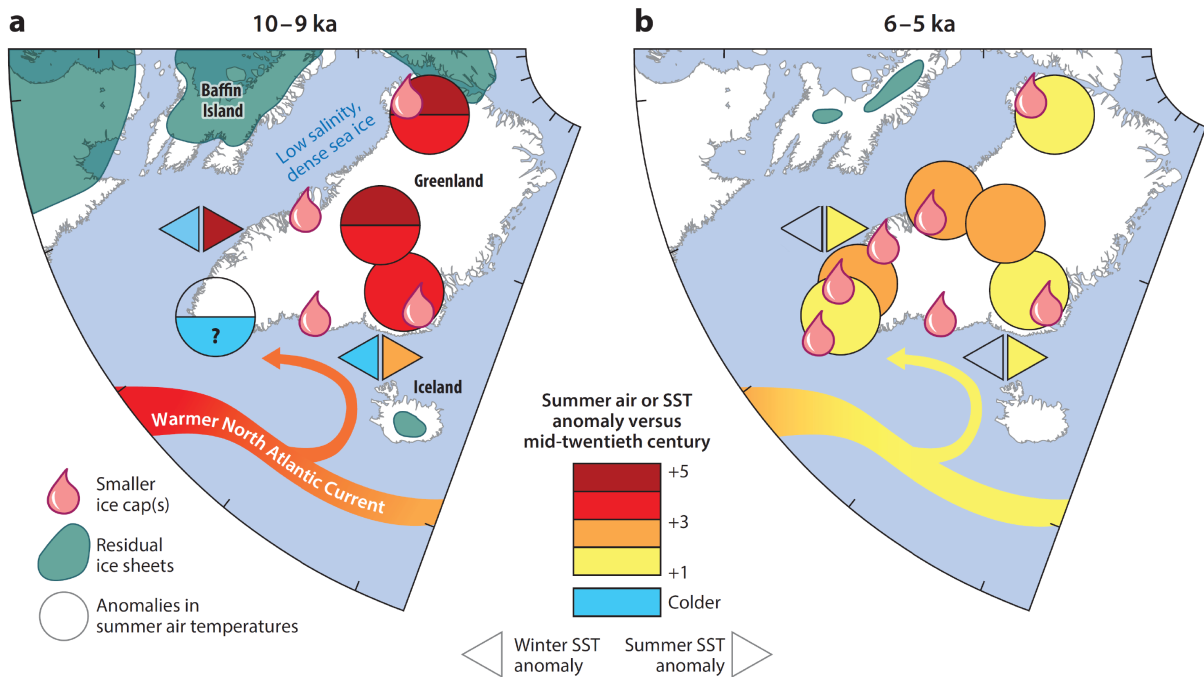 a
10–9 ka
b
6–5 ka
Baffin
Island
Low salinity,
dense sea ice
Greenland
?
Iceland
Warmer North Atlantic Current
Smaller
ice cap(s)
Residual
ice sheets
Anomalies in
summer air temperatures
Summer air or SST
anomaly versus
mid-twentieth century
+5
+3
+1
Colder
Winter SST
anomaly
Summer SST
anomaly